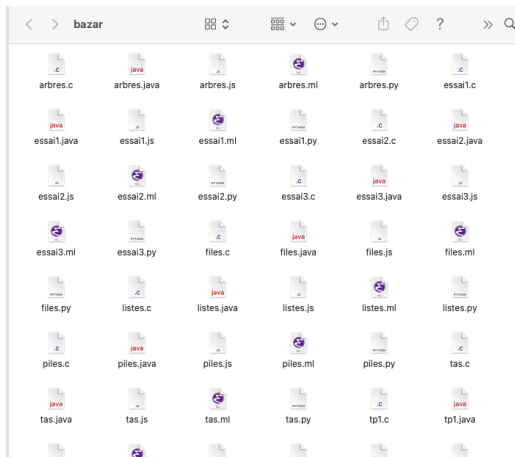 bazar
arbres.c arbres.java arbres.js arbres.ml arbres.py essai1.c
essai1.java essai1.js essai1.ml essai1.py essai2.c essai2.java
essai2.js essai2.ml essai2.py essai3.c essai3.java essai3.js
essai3.ml essai3.py files.c files.java files.js files.ml
files.py listes.c listes.java listes.js listes.ml listes.py
piles.c piles.java piles.js piles.ml piles.py tas.c
tas.java tas.js tas.ml tas.py tp1.c tp1.java